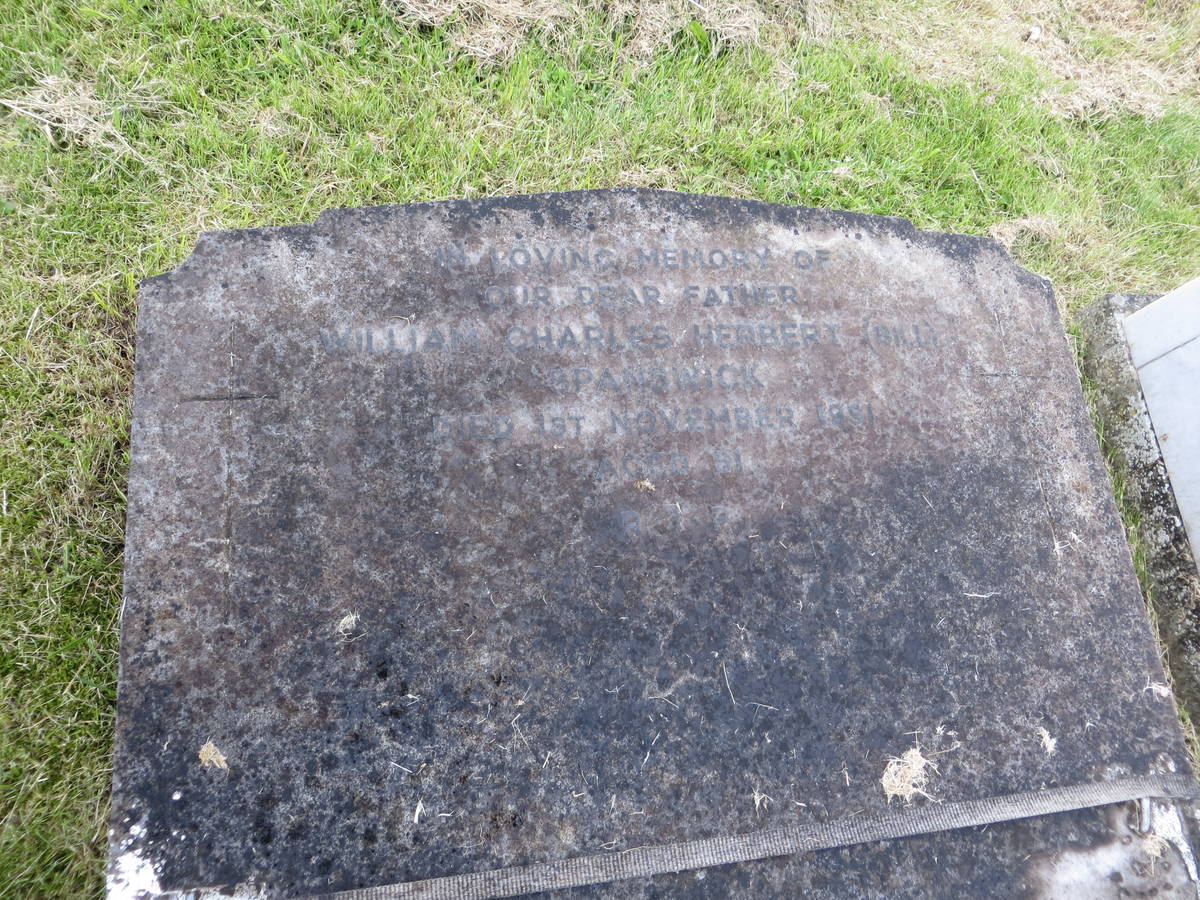 IN LOVING MEMORY OF
OUR DEAR FATHER
WILLIAM CHARLES HERBERT (BILL)
SPANSWICK
DIED 1ST NOVEMBER 1951
AGED 81
R. I. P.